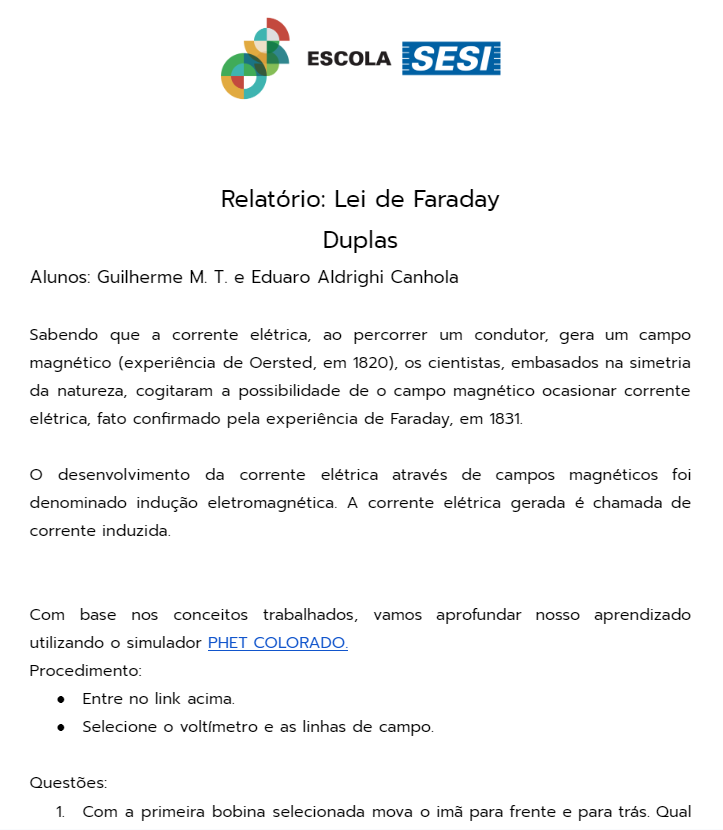 ESCOLA SESI
Relatório: Lei de Faraday
Duplas
Alunos: Guilherme M. T. e Eduaro Aldrighi Canhola
Sabendo que a corrente elétrica, ao percorrer um condutor, gera um campo
magnético (experiência de Oersted, em 1820), os cientistas, embasados na simetria
da natureza, cogitaram a possibilidade de o campo magnético ocasionar corrente
elétrica, fato confirmado pela experiência de Faraday, em 1831.
O desenvolvimento da corrente elétrica através de campos magnéticos foi
denominado indução eletromagnética. A corrente elétrica gerada é chamada de
corrente induzida.
Com base nos conceitos trabalhados, vamos aprofundar nosso aprendizado
utilizando o simulador PHET COLORADO.
Procedimento:
● Entre no link acima.
● Selecione o voltímetro e as linhas de campo.
Questões:
1. Com a primeira bobina selecionada mova o imã para frente e para trás. Qual